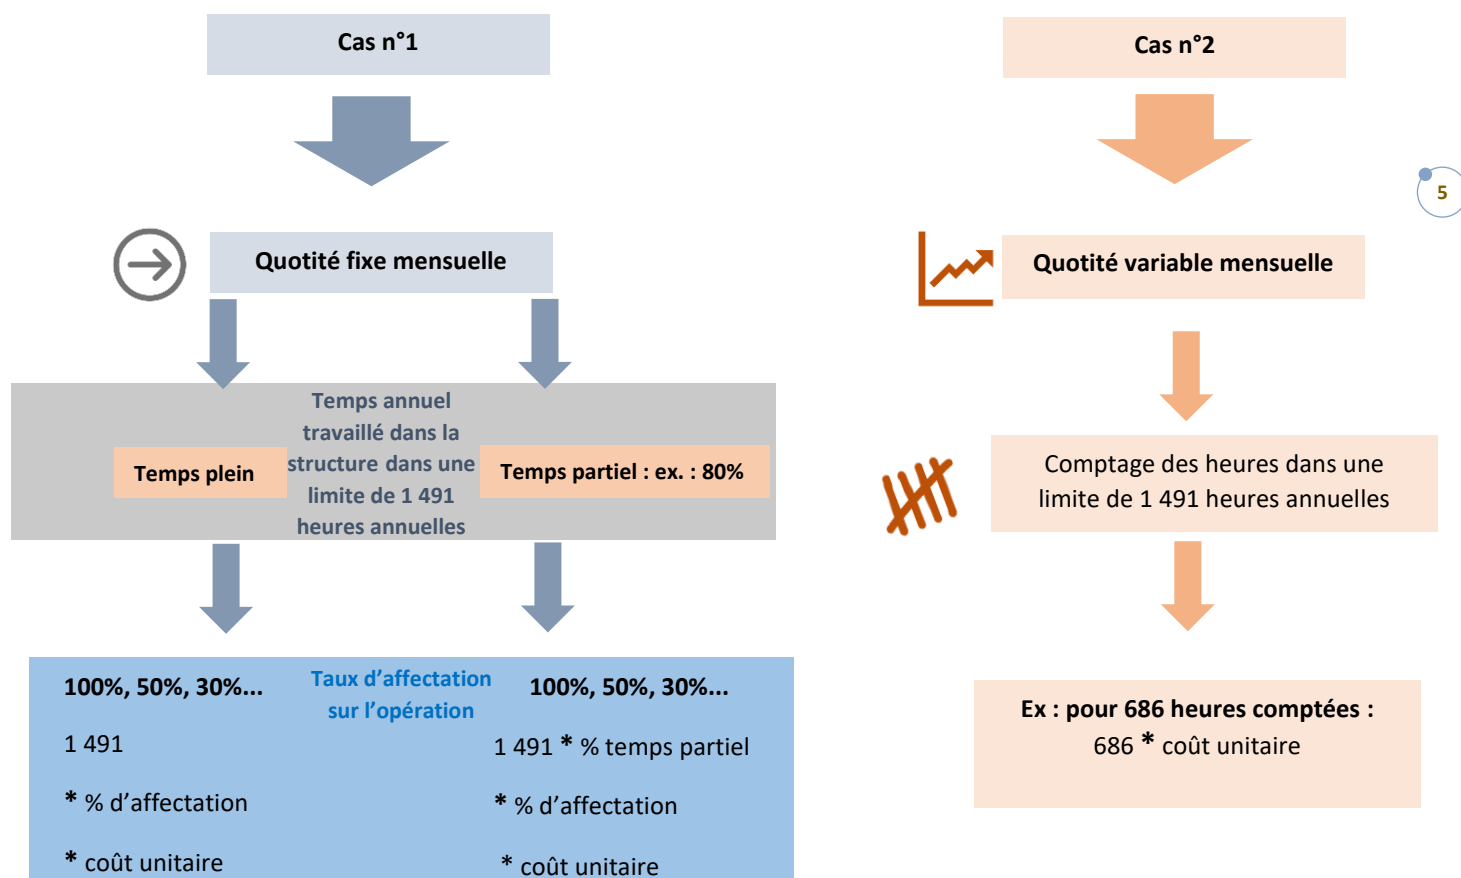 Cas n°1
Cas n°2
5
Quotité fixe mensuelle
Quotité variable mensuelle
Temps annuel
travaillé dans la
structure dans une
limite de 1 491
heures annuelles
Temps plein
Temps partiel : ex. : 80%
Comptage des heures dans une
limite de 1 491 heures annuelles
Taux d’affectation
sur l’opération
100%, 50%, 30%...
1 491
* % d’affectation
* coût unitaire
100%, 50%, 30%...
1 491 * % temps partiel
* % d’affectation
* coût unitaire
Ex : pour 686 heures comptées :
686 * coût unitaire